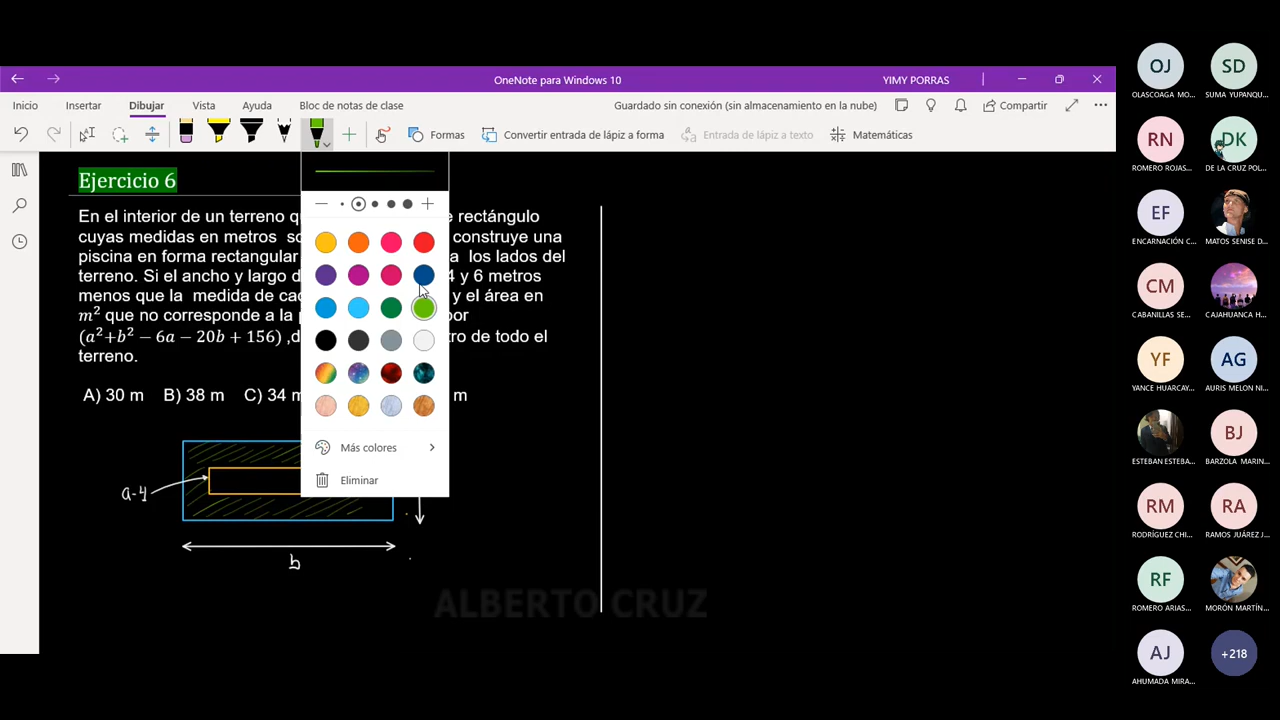 OneNote para Windows 10
YIMY PORRAS
Inicio Insertar Dibujar Vista Ayuda Bloc de notas de clase
Guardado sin conexión (sin almacenamiento en la nube) Compartir
Formas Convertir entrada de lápiz a forma Entrada de lápiz a texto Matemáticas
Ejercicio 6
En el interior de un terreno e rectángulo
cuyas medidas en metros construye una
piscina en forma rectangular a los lados del
terreno. Si el ancho y largo 4 y 6 metros
menos que la medida de y el área en
m² que no corresponde a la por
(a²+b² − 6a − 20b + 156) , tro de todo el
terreno.
A) 30 m B) 38 m C) 34 m
Más colores
Eliminar
a-4
b
ALBERTO CRUZ
OJ SD
OLASCOAGA MO... SUMA YUPANQU...
RN DK
ROMERO ROJAS... DE LA CRUZ POL...
EF
ENCARNACIÓN C... MATOS SENISE D...
CM
CABANILLAS SE... CAJAHUANCA H...
YF AG
YANCE HUARCAY... AURIS MELON NI...
BJ
ESTEBAN ESTEBA... BARZOLA MARIN...
RM RA
RODRÍGUEZ CHI... RAMOS JUÁREZ J...
RF
ROMERO ARIAS... MORÓN MARTÍN...
AJ +218
AHUMADA MIRA...